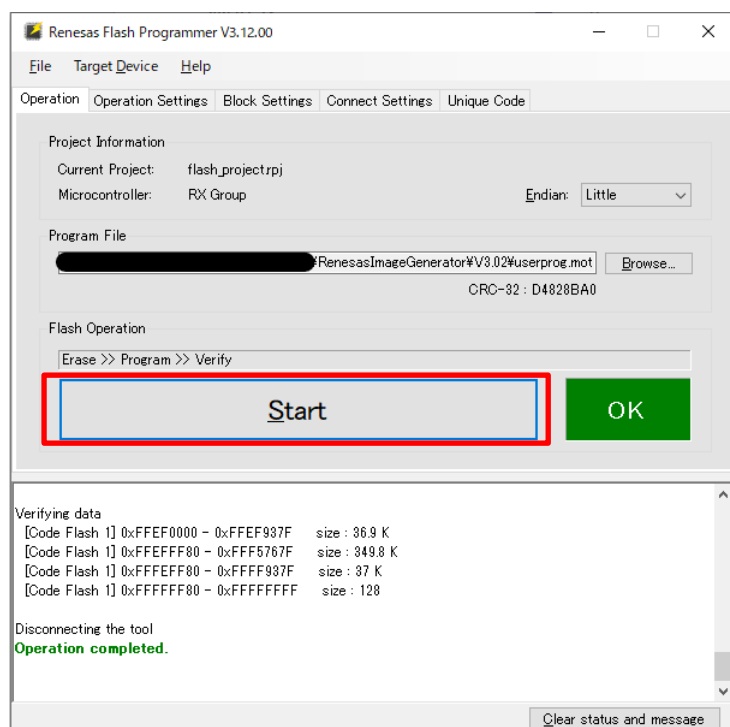 Renesas Flash Programmer V3.12.00
File Target Device Help
Operation Operation Settings Block Settings Connect Settings Unique Code
Project Information
Current Project: flash_project.rpj
Microcontroller: RX Group Endian: Little
Program File
¥RenesasImageGenerator¥V3.02¥userprog.mot Browse...
CRC-32 : D4828BA0
Flash Operation
Erase >> Program >> Verify
Start OK
Verifying data
[Code Flash 1] 0xFFEF0000 - 0xFFEF937F size : 36.9 K
[Code Flash 1] 0xFFEFFF80 - 0xFFF5767F size : 349.8 K
[Code Flash 1] 0xFFFEFF80 - 0xFFFF937F size : 37 K
[Code Flash 1] 0xFFFFFF80 - 0xFFFFFFFF size : 128
Disconnecting the tool
Operation completed.
Clear status and message